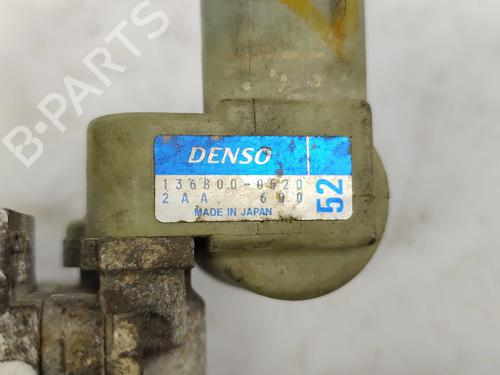 B-PARTS
DENSO
136800-0520
2AA. 600
52
MADE IN JAPAN